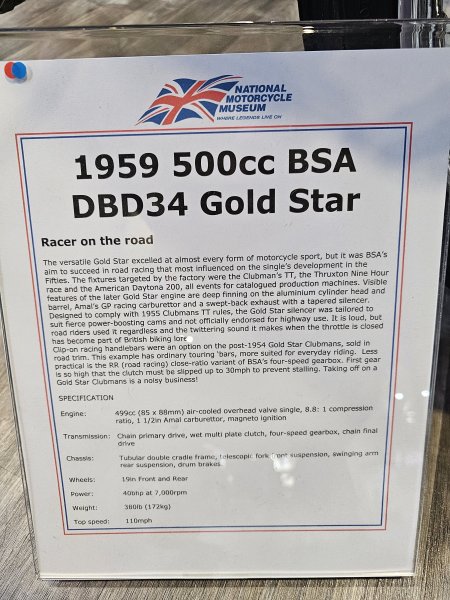 NATIONAL
MOTORCYCLE
MUSEUM
WHERE LEGENDS LIVE ON
1959 500cc BSA
DBD34 Gold Star
Racer on the road
The versatile Gold Star excelled at almost every form of motorcycle sport, but it was BSA's
aim to succeed in road racing that most influenced on the single's development in the
Fifties. The fixtures targeted by the factory were the Clubman's TT, the Thruxton Nine Hour
race and the American Daytona 200, all events for catalogued production machines. Visible
features of the later Gold Star engine are deep finning on the aluminium cylinder head and
barrel, Amal's GP racing carburettor and a swept-back exhaust with a tapered silencer.
Designed to comply with 1955 Clubmans TT rules, the Gold Star silencer was tailored to
suit fierce power-boosting cams and not officially endorsed for highway use. It is loud, but
road riders used it regardless and the twittering sound it makes when the throttle is closed
has become part of British biking lore
Clip-on racing handlebars were an option on the post-1954 Gold Star Clubmans, sold in
road trim. This example has ordinary touring 'bars, more suited for everyday riding. Less
practical is the RR (road racing) close-ratio variant of BSA's four-speed gearbox. First gear
is so high that the clutch must be slipped up to 30mph to prevent stalling. Taking off on a
Gold Star Clubmans is a noisy business!
SPECIFICATION
Engine: 499cc (85 x 88mm) air-cooled overhead valve single, 8.8: 1 compression
ratio, 1 1/2in Amal carburettor, magneto ignition
Transmission: Chain primary drive, wet multi plate clutch, four-speed gearbox, chain final
drive
Chassis: Tubular double cradle frame, telescopic fork front suspension, swinging arm
rear suspension, drum brakes
Wheels: 19in Front and Rear
Power: 40bhp at 7,000rpm
Weight: 380lb (172kg)
Top speed: 110mph